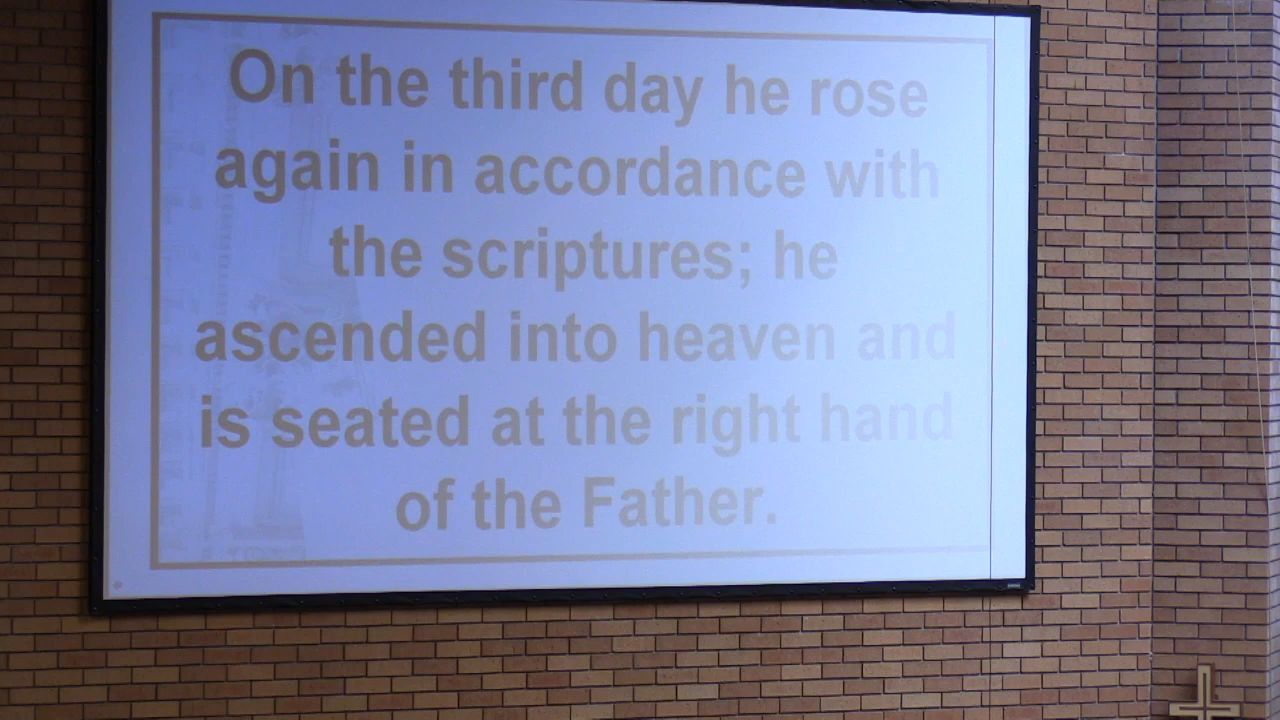 On the third day he rose
again in accordance with
the scriptures; he
ascended into heaven and
is seated at the right hand
of the Father.